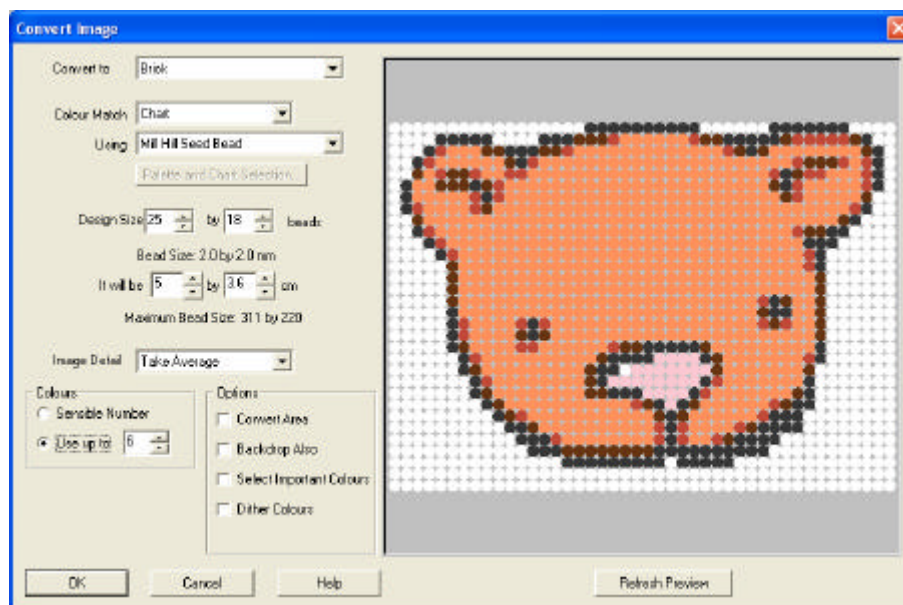 Convert Image
Convert to Brick
Colour Match Chart
Using Mill Hill Seed Bead
Palette and Chart Selection...
Design Size 25 by 18 beads
Bead Size: 2.0 by 2.0 mm
It will be 5 by 3.6 cm
Maximum Bead Size: 311 by 220
Image Detail Take Average
Colours
Sensible Number
Use up to: 6
Options
Convert Area
Backdrop Also
Select Important Colours
Dither Colours
OK Cancel Help Refresh Preview